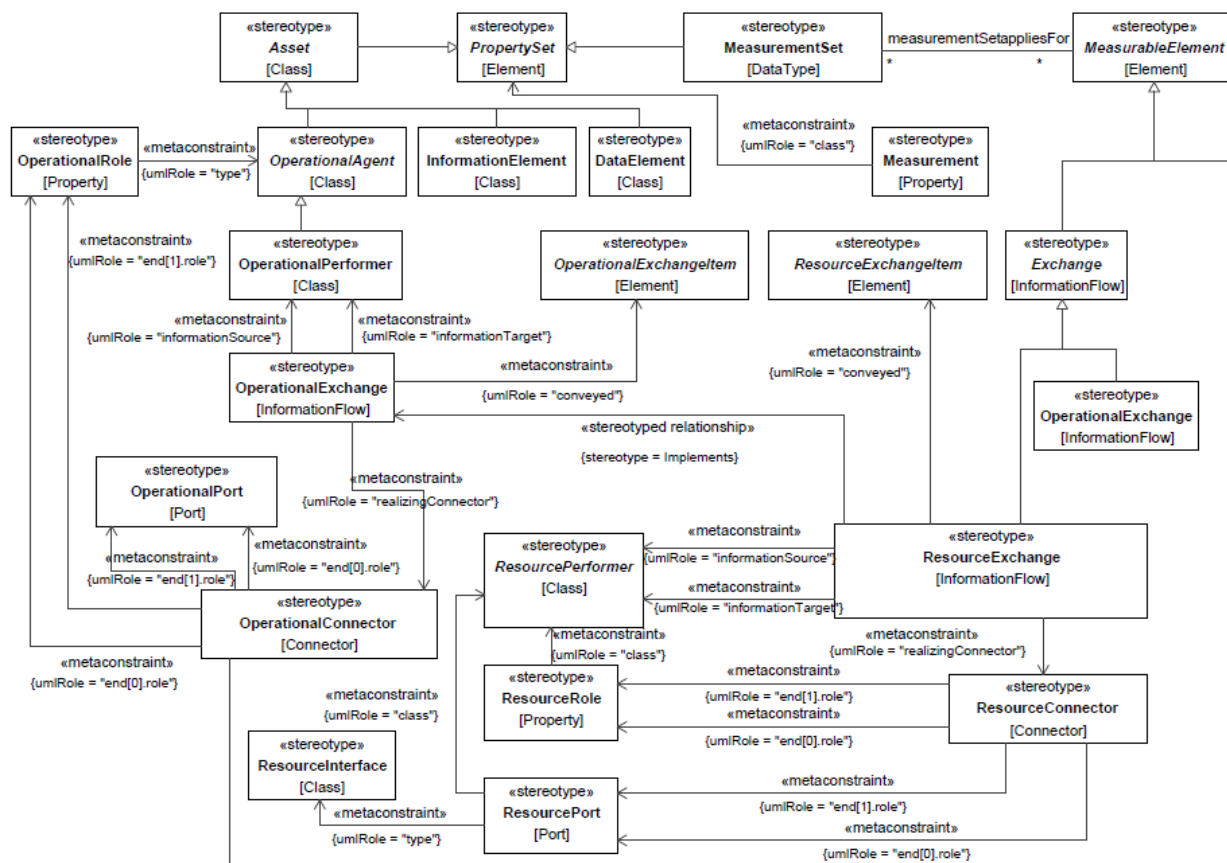 «stereotype»
Asset
[Class]
«stereotype»
PropertySet
[Element]
«stereotype»
MeasurementSet
[DataType]
measurementSetappliesFor
*
*
«stereotype»
MeasurableElement
[Element]
«stereotype»
OperationalRole
[Property]
«metaconstraint»
{umlRole = "type"}
«stereotype»
OperationalAgent
[Class]
«stereotype»
InformationElement
[Class]
«stereotype»
DataElement
[Class]
«metaconstraint»
{umlRole = "class"}
«stereotype»
Measurement
[Property]
«metaconstraint»
{umlRole = "end[1].role"}
«stereotype»
OperationalPerformer
[Class]
«stereotype»
OperationalExchangeItem
[Element]
«stereotype»
ResourceExchangeItem
[Element]
«stereotype»
Exchange
[InformationFlow]
«metaconstraint»
{umlRole = "informationSource"}
«metaconstraint»
{umlRole = "informationTarget"}
«stereotype»
OperationalExchange
[InformationFlow]
«metaconstraint»
{umlRole = "conveyed"}
«metaconstraint»
{umlRole = "conveyed"}
«stereotype»
OperationalExchange
[InformationFlow]
«stereotyped relationship»
{stereotype = Implements}
«stereotype»
OperationalPort
[Port]
«metaconstraint»
{umlRole = "realizingConnector"}
«metaconstraint»
{umlRole = "end[1].role"}
«metaconstraint»
{umlRole = "end[0].role"}
«stereotype»
ResourcePerformer
[Class]
«metaconstraint»
{umlRole = "informationSource"}
«metaconstraint»
{umlRole = "informationTarget"}
«stereotype»
ResourceExchange
[InformationFlow]
«stereotype»
OperationalConnector
[Connector]
«metaconstraint»
{umlRole = "end[0].role"}
«metaconstraint»
{umlRole = "class"}
«metaconstraint»
{umlRole = "realizingConnector"}
«metaconstraint»
{umlRole = "class"}
«stereotype»
ResourceRole
[Property]
«metaconstraint»
{umlRole = "end[1].role"}
«metaconstraint»
{umlRole = "end[0].role"}
«stereotype»
ResourceConnector
[Connector]
«stereotype»
ResourceInterface
[Class]
«metaconstraint»
{umlRole = "type"}
«stereotype»
ResourcePort
[Port]
«metaconstraint»
{umlRole = "end[1].role"}
«metaconstraint»
{umlRole = "end[0].role"}